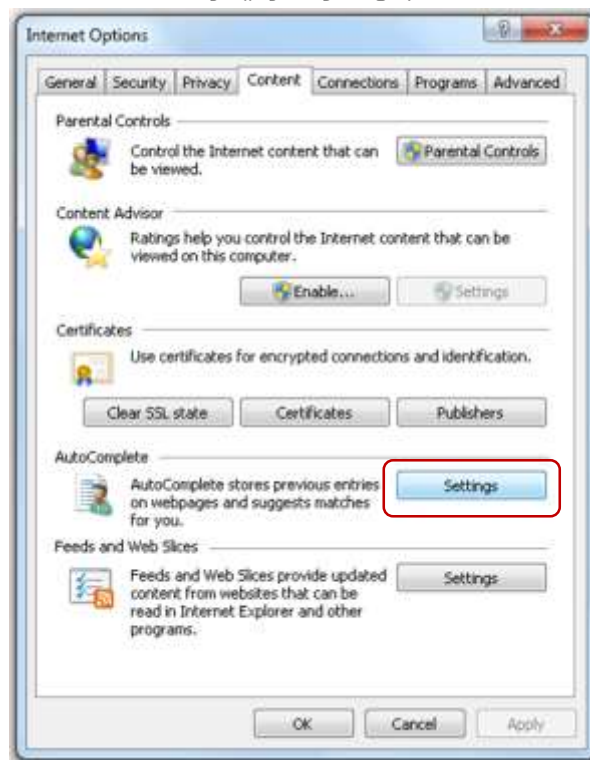 Internet Options
General Security Privacy Content Connections Programs Advanced
Parental Controls
Control the Internet content that can
be viewed.
Parental Controls
Content Advisor
Ratings help you control the Internet content that can be
viewed on this computer.
Enable...
Settings
Certificates
Use certificates for encrypted connections and identification.
Clear SSL state
Certificates
Publishers
AutoComplete
AutoComplete stores previous entries
on webpages and suggests matches
for you.
Settings
Feeds and Web Slices
Feeds and Web Slices provide updated
content from websites that can be
read in Internet Explorer and other
programs.
Settings
OK
Cancel
Apply